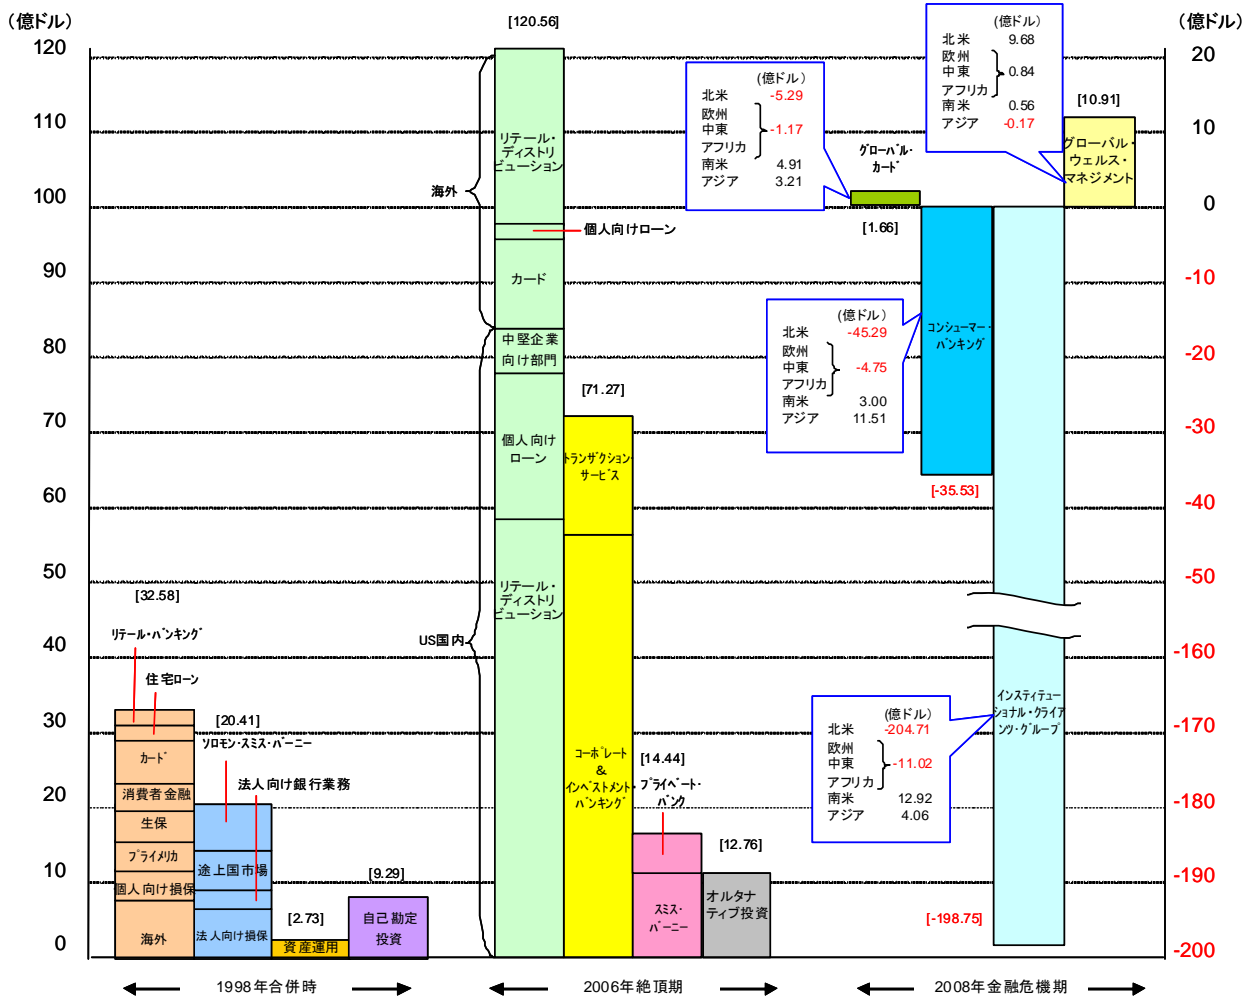 （億ドル）
120
110
100
90
80
70
60
50
40
30
20
10
0
[32.58]
リテール・バンキング
住宅ローン
カード
消費者金融
生保
プライメリカ
個人向け損保
海外
[20.41]
ソロモン・スミス・バーニー
法人向け銀行業務
途上国市場
法人向け損保
[2.73]
資産運用
[9.29]
自己勘定
投資
1998年合併時
[120.56]
海外
リテール・
ディストリ
ビューション
個人向けローン
カード
US国内
中堅企業
向け部門
個人向け
ローン
リテール・
ディストリ
ビューション
[71.27]
トランザクション・
サービス
コーポレート
&
インベストメント・
バンキング
[14.44]
プライベート・
バンク
スミス・
バーニー
[12.76]
オルタナ
ティブ投資
2006年絶頂期
（億ドル）
北米 -5.29
欧州
中東 -1.17
アフリカ
南米 4.91
アジア 3.21
グローバル・
カード
[1.66]
（億ドル）
北米 9.68
欧州
中東 0.84
アフリカ
南米 0.56
アジア -0.17
[10.91]
グローバル・
ウェルス・
マネジメント
（億ドル）
北米 -45.29
欧州
中東 -4.75
アフリカ
南米 3.00
アジア 11.51
コンシューマー・
バンキング
[-35.53]
（億ドル）
北米 -204.71
欧州
中東 -11.02
アフリカ
南米 12.92
アジア 4.06
インスティテュー
ショナル・クライア
ンツ・グループ
[-198.75]
2008年金融危機期
（億ドル）
20
10
0
-10
-20
-30
-40
-50
-160
-170
-180
-190
-200